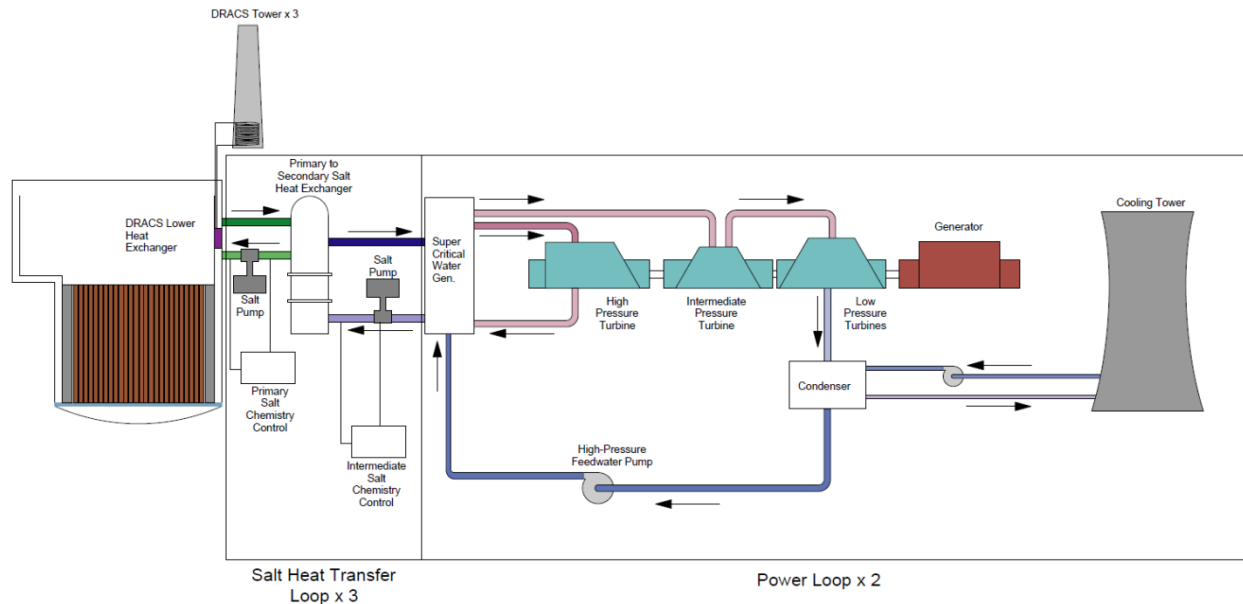 DRACS Tower x 3
Primary to
Secondary Salt
Heat Exchanger
DRACS Lower
Heat
Exchanger
Salt
Pump
Super
Critical
Water
Gen.
Salt
Pump
High
Pressure
Turbine
Intermediate
Pressure
Turbine
Low
Pressure
Turbines
Generator
Cooling Tower
Condenser
Primary
Salt
Chemistry
Control
Intermediate
Salt
Chemistry
Control
High-Pressure
Feedwater Pump
Salt Heat Transfer
Loop x 3
Power Loop x 2